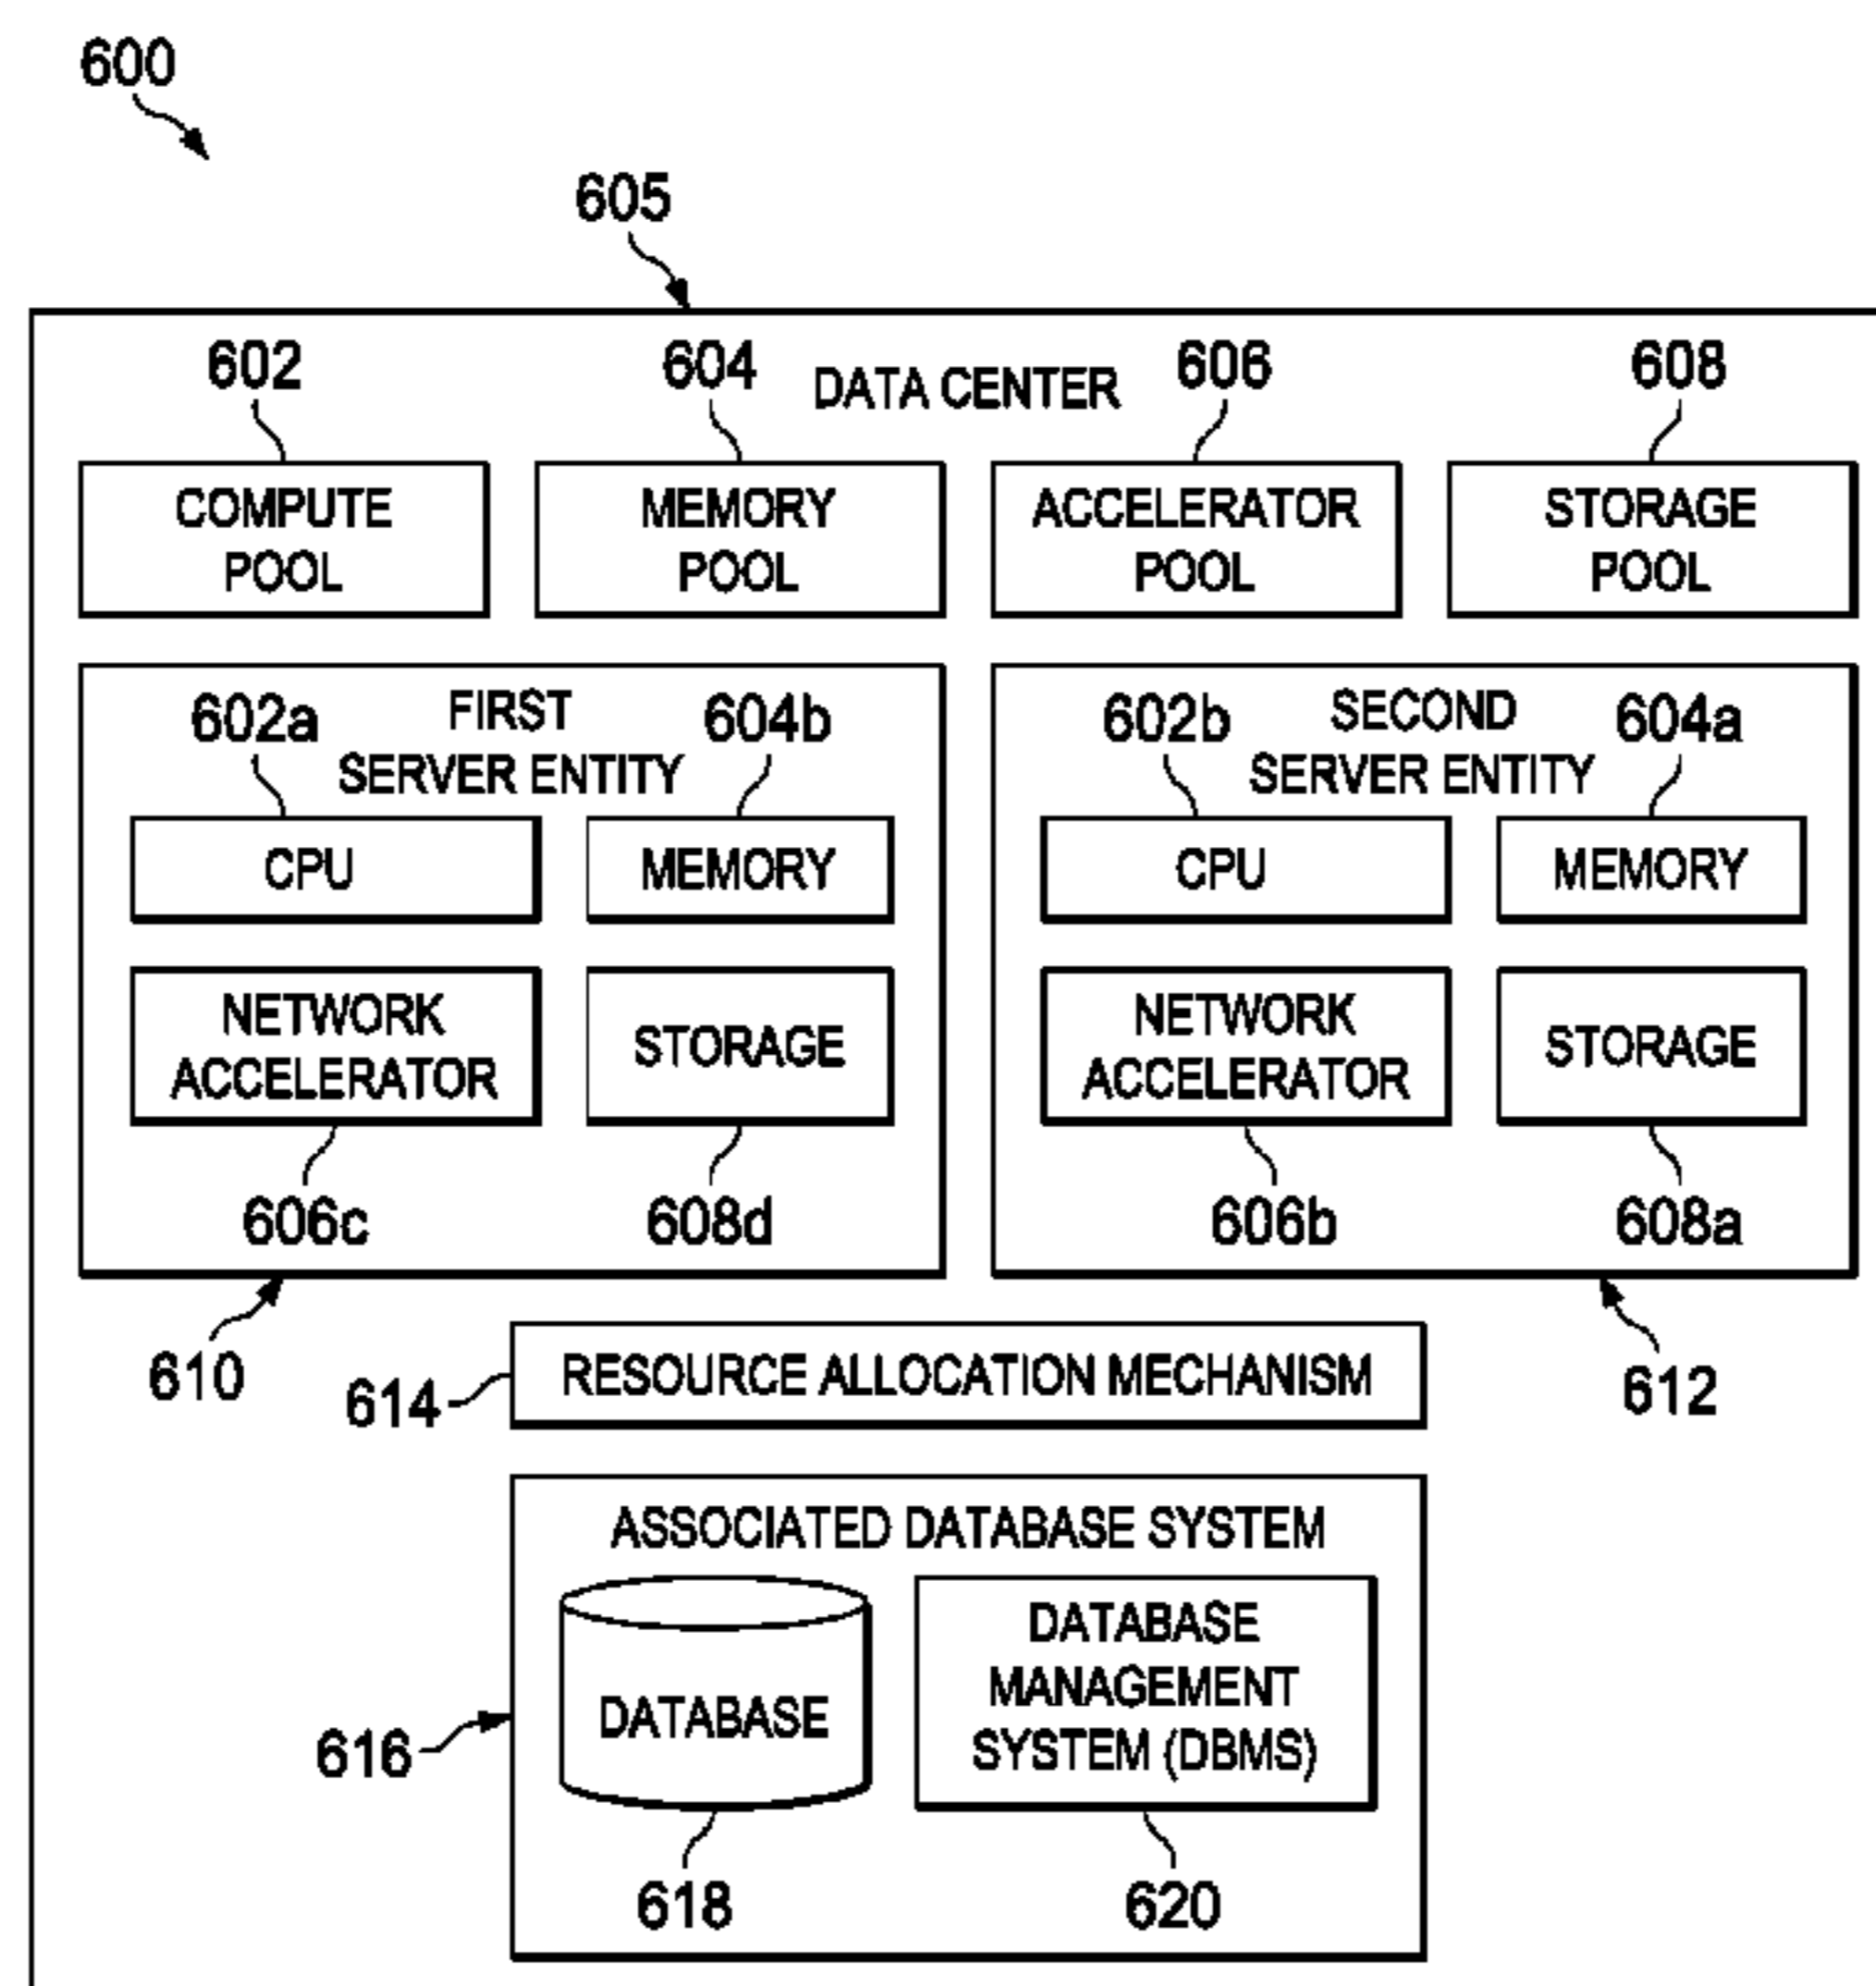 600
605
602 604 DATA CENTER 606 608
COMPUTE
POOL
MEMORY
POOL
ACCELERATOR
POOL
STORAGE
POOL
602a FIRST 604b
SERVER ENTITY
CPU
MEMORY
NETWORK
ACCELERATOR
STORAGE
606c 608d
610
602b SECOND 604a
SERVER ENTITY
CPU
MEMORY
NETWORK
ACCELERATOR
STORAGE
606b 608a
612
614 RESOURCE ALLOCATION MECHANISM
ASSOCIATED DATABASE SYSTEM
616
DATABASE
DATABASE
MANAGEMENT
SYSTEM (DBMS)
618 620